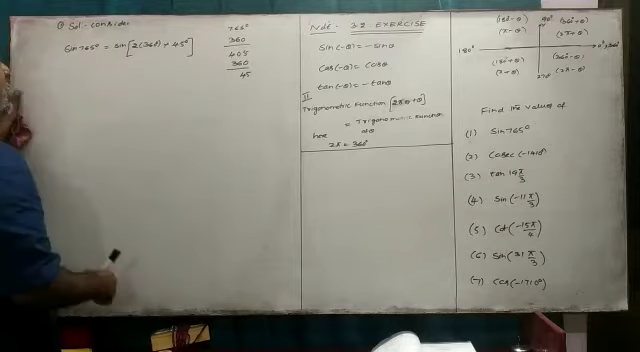 ① Sol:- consider
Sin 765° = sin[2(360°) + 45°]
765°
360
405
360
45
Note:- 3.2 EXERCISE
Sin(-θ) = -sinθ
Cos(-θ) = Cosθ
tan(-θ) = -tanθ
II
Trigonometric function [2πθ + θ]
= Trigonometric function
of θ
here
2π = 360°
(180° - θ)
(π - θ)
90°
(360° + θ)
(2π + θ)
180°
0°, 360°
(180° + θ)
(π + θ)
(360° - θ)
(2π - θ)
270°
Find the values of
(1) Sin 765°
(2) Cosec (-1410°)
(3) tan 19π/3
(4) Sin (-11π/3)
(5) Cot (-15π/4)
(6) Sin (31π/3)
(7) Cos (-1710°)